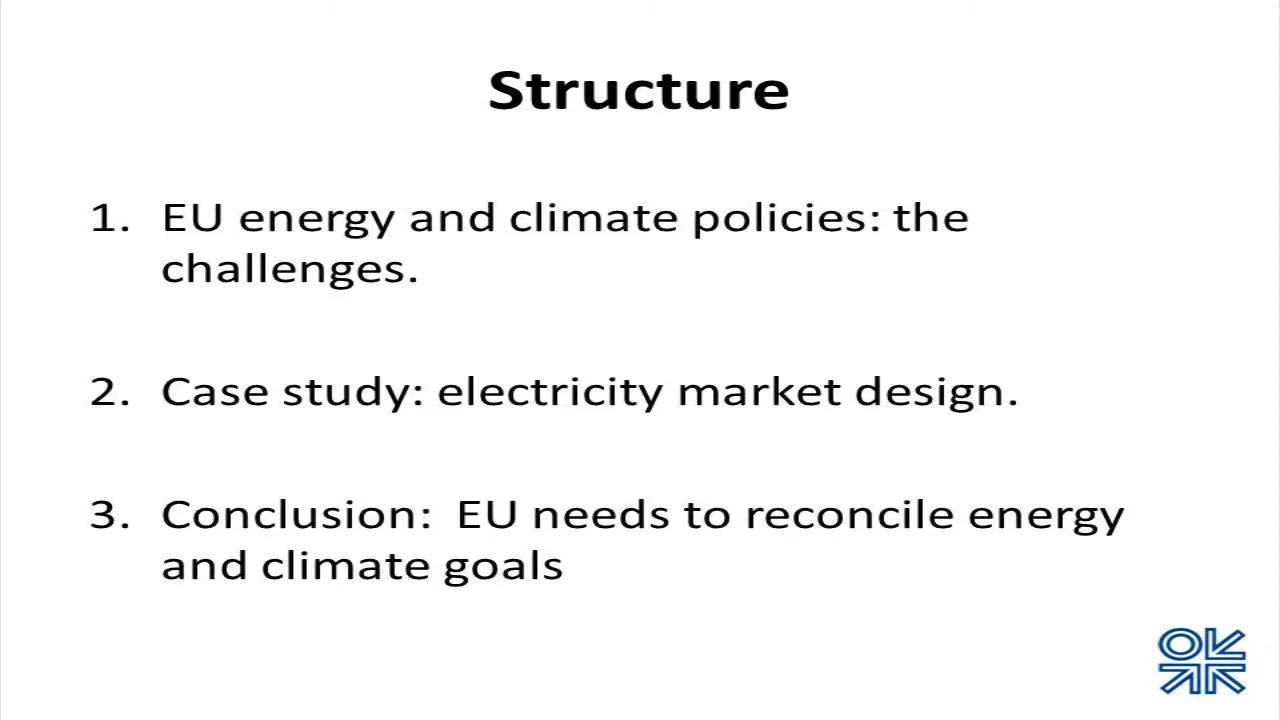 Structure
1. EU energy and climate policies: the
challenges.
2. Case study: electricity market design.
3. Conclusion:  EU needs to reconcile energy
and climate goals